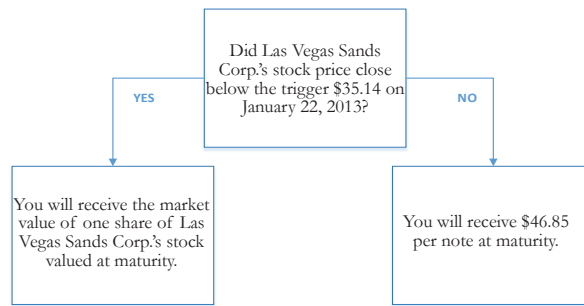 Did Las Vegas Sands
Corp.'s stock price close
below the trigger $35.14 on
January 22, 2013?
YES
NO
You will receive the market
value of one share of Las
Vegas Sands Corp.'s stock
valued at maturity.
You will receive $46.85
per note at maturity.